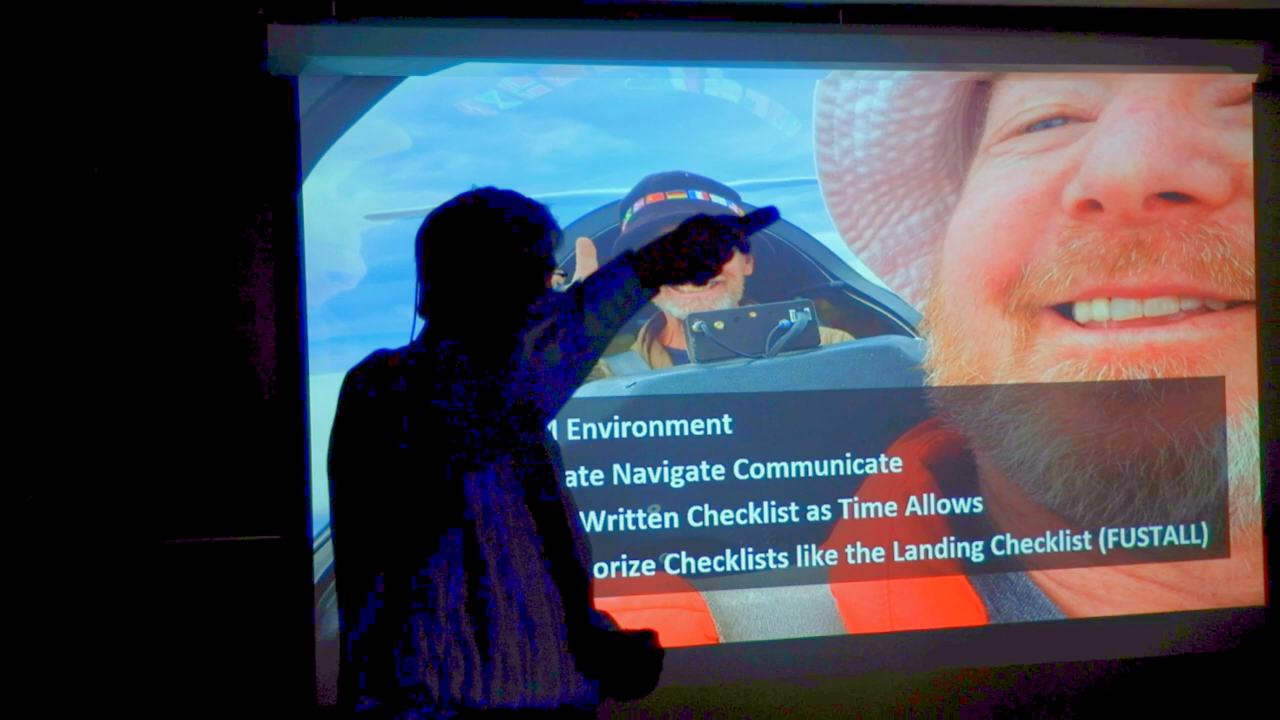 Environment
ate Navigate Communicate
Written Checklist as Time Allows
orize Checklists like the Landing Checklist (FUSTALL)